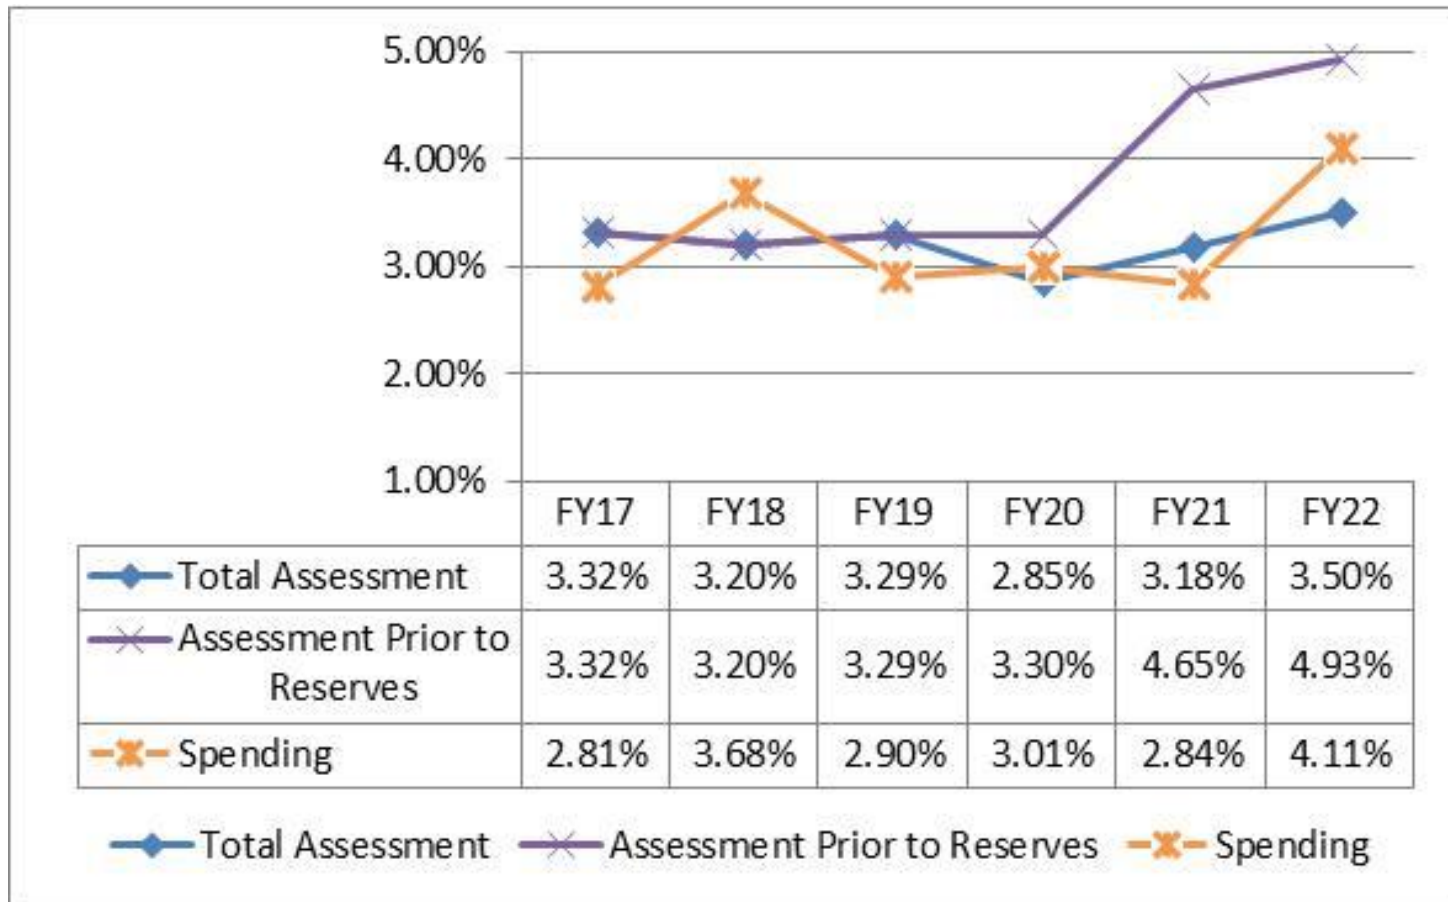 5.00%
4.00%
3.00%
2.00%
1.00%
FY17 FY18 FY19 FY20 FY21 FY22
Total Assessment 3.32% 3.20% 3.29% 2.85% 3.18% 3.50%
Assessment Prior to
Reserves 3.32% 3.20% 3.29% 3.30% 4.65% 4.93%
Spending 2.81% 3.68% 2.90% 3.01% 2.84% 4.11%
Total Assessment Assessment Prior to Reserves Spending